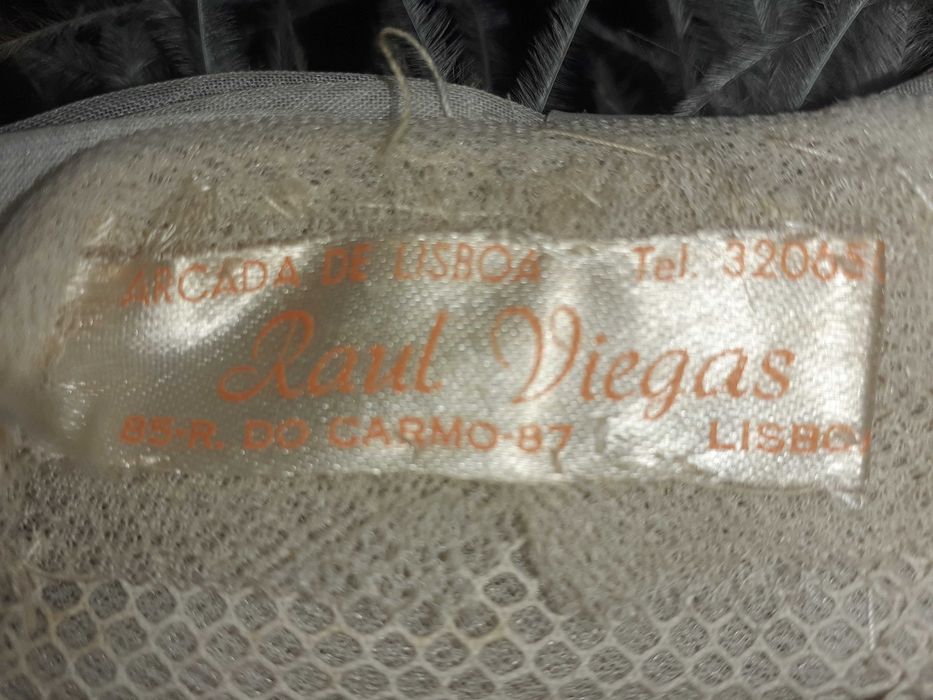 ARCADA DE LISBOA Tel. 32065
Raul Viegas
85-R. DO CARMO-87 LISBO